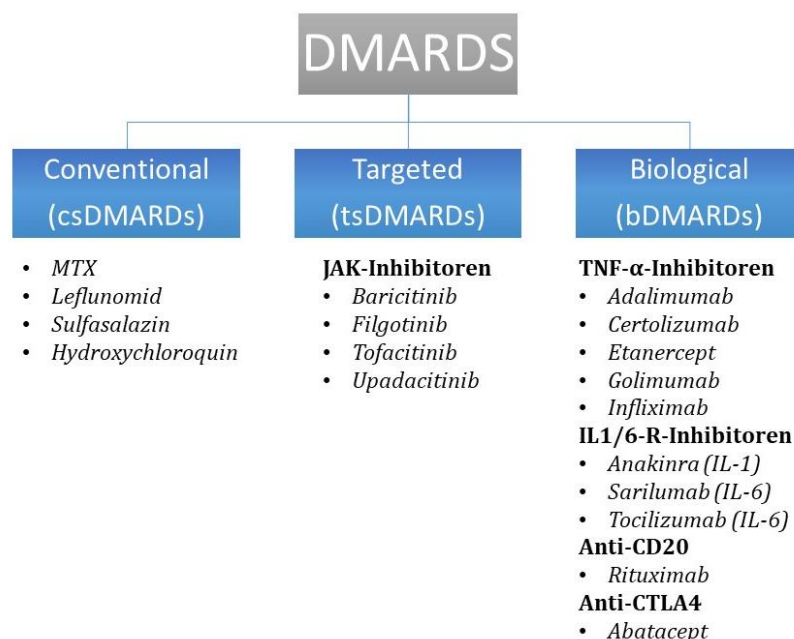 DMARDS
Conventional
(csDMARDs)
• MTX
• Leflunomid
• Sulfasalazin
• Hydroxychloroquin
Targeted
(tsDMARDs)
JAK-Inhibitoren
• Baricitinib
• Filgotinib
• Tofacitinib
• Upadacitinib
Biological
(bDMARDs)
TNF-α-Inhibitoren
• Adalimumab
• Certolizumab
• Etanercept
• Golimumab
• Infliximab
IL1/6-R-Inhibitoren
• Anakinra (IL-1)
• Sarilumab (IL-6)
• Tocilizumab (IL-6)
Anti-CD20
• Rituximab
Anti-CTLA4
• Abatacept